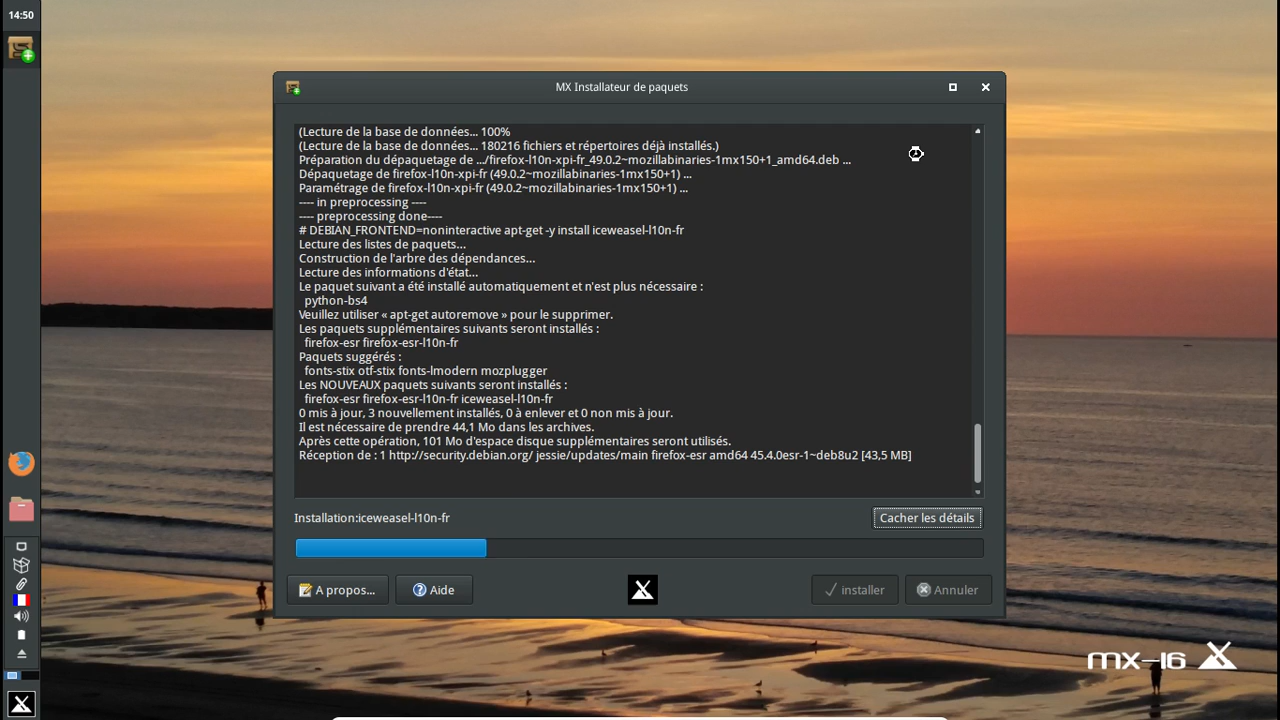 14:50
MX Installateur de paquets
(Lecture de la base de données... 100%
(Lecture de la base de données... 180216 fichiers et répertoires déjà installés.)
Préparation du dépaquetage de .../firefox-l10n-xpi-fr_49.0.2~mozillabinaries-1mx150+1_amd64.deb ...
Dépaquetage de firefox-l10n-xpi-fr (49.0.2~mozillabinaries-1mx150+1) ...
Paramétrage de firefox-l10n-xpi-fr (49.0.2~mozillabinaries-1mx150+1) ...
---- in preprocessing ----
---- preprocessing done----
# DEBIAN_FRONTEND=noninteractive apt-get -y install iceweasel-l10n-fr
Lecture des listes de paquets...
Construction de l'arbre des dépendances...
Lecture des informations d'état...
Le paquet suivant a été installé automatiquement et n'est plus nécessaire :
python-bs4
Veuillez utiliser « apt-get autoremove » pour le supprimer.
Les paquets supplémentaires suivants seront installés :
firefox-esr firefox-esr-l10n-fr
Paquets suggérés :
fonts-stix otf-stix fonts-lmodern mozplugger
Les NOUVEAUX paquets suivants seront installés :
firefox-esr firefox-esr-l10n-fr iceweasel-l10n-fr
0 mis à jour, 3 nouvellement installés, 0 à enlever et 0 non mis à jour.
Il est nécessaire de prendre 44,1 Mo dans les archives.
Après cette opération, 101 Mo d'espace disque supplémentaires seront utilisés.
Réception de : 1 http://security.debian.org/ jessie/updates/main firefox-esr amd64 45.4.0esr-1~deb8u2 [43,5 MB]
Installation:iceweasel-l10n-fr
Cacher les détails
A propos...
Aide
installer
Annuler
mx-16